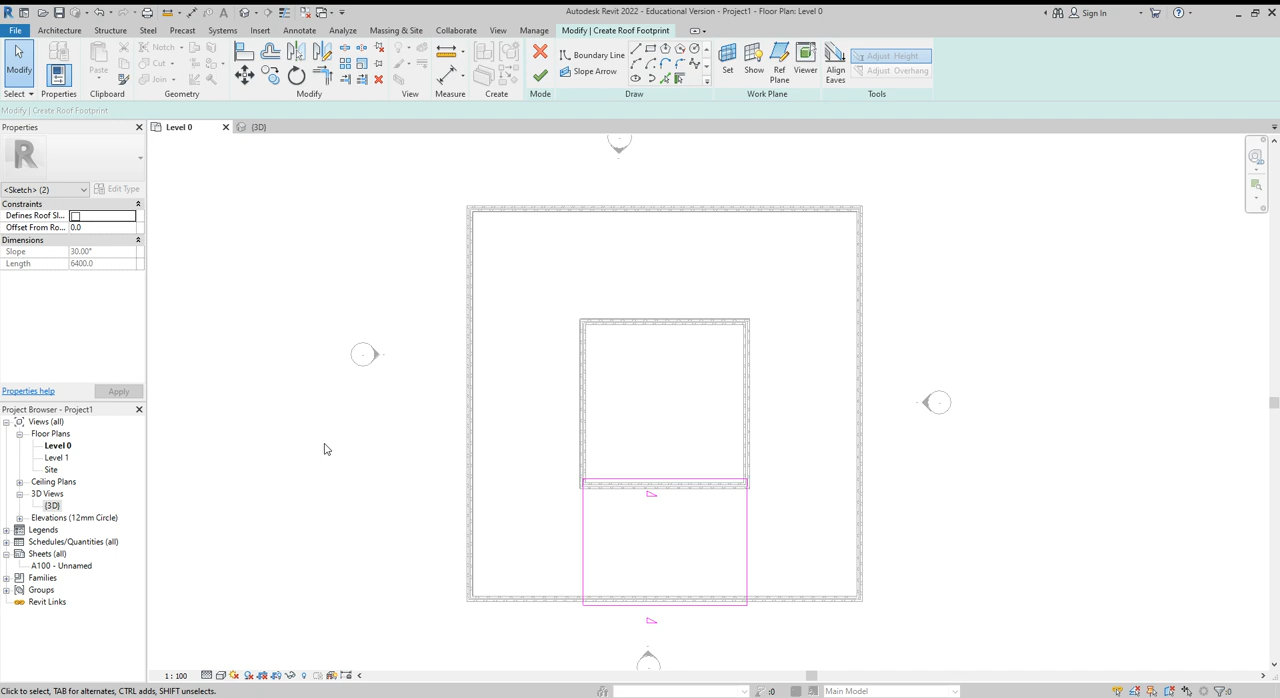 Autodesk Revit 2022 - Educational Version - Project1 - Floor Plan: Level 0
Sign In
File Architecture Structure Steel Precast Systems Insert Annotate Analyze Massing & Site Collaborate View Manage Modify | Create Roof Footprint
Modify
Paste
Notch
Cut
Join
Boundary Line
Slope Arrow
Set Show Ref Plane Viewer Align Eaves
Adjust Height
Adjust Overhang
Select Properties Clipboard Geometry Modify View Measure Create Mode Draw Work Plane Tools
Modify | Create Roof Footprint
Properties
Level 0
{3D}
<Sketch> (2)
Edit Type
Constraints
Defines Roof Sl...
Offset From Ro... 0.0
Dimensions
Slope 30.00°
Length 6400.0
Properties help
Apply
Project Browser - Project1
Views (all)
Floor Plans
Level 0
Level 1
Site
Ceiling Plans
3D Views
{3D}
Elevations (12mm Circle)
Legends
Schedules/Quantities (all)
Sheets (all)
A100 - Unnamed
Families
Groups
Revit Links
1 : 100
Click to select, TAB for alternates, CTRL adds, SHIFT unselects.
:0
Main Model
:0